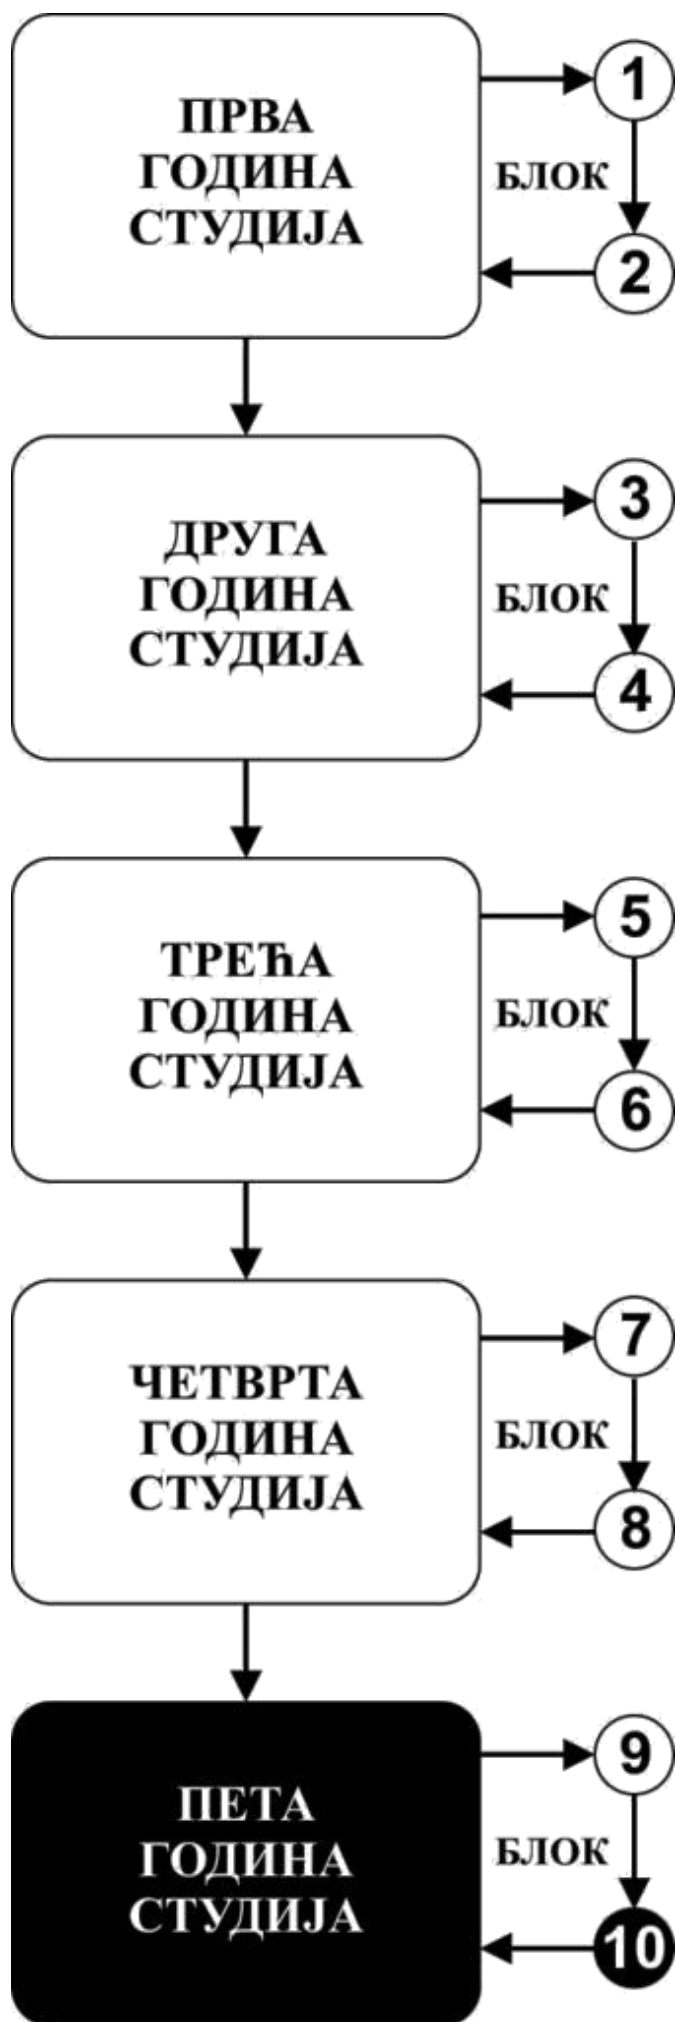 ПРВА
ГОДИНА
СТУДИЈА
1
БЛОК
2
ДРУГА
ГОДИНА
СТУДИЈА
3
БЛОК
4
ТРЕЋА
ГОДИНА
СТУДИЈА
5
БЛОК
6
ЧЕТВРТА
ГОДИНА
СТУДИЈА
7
БЛОК
8
ПЕТА
ГОДИНА
СТУДИЈА
9
БЛОК
10